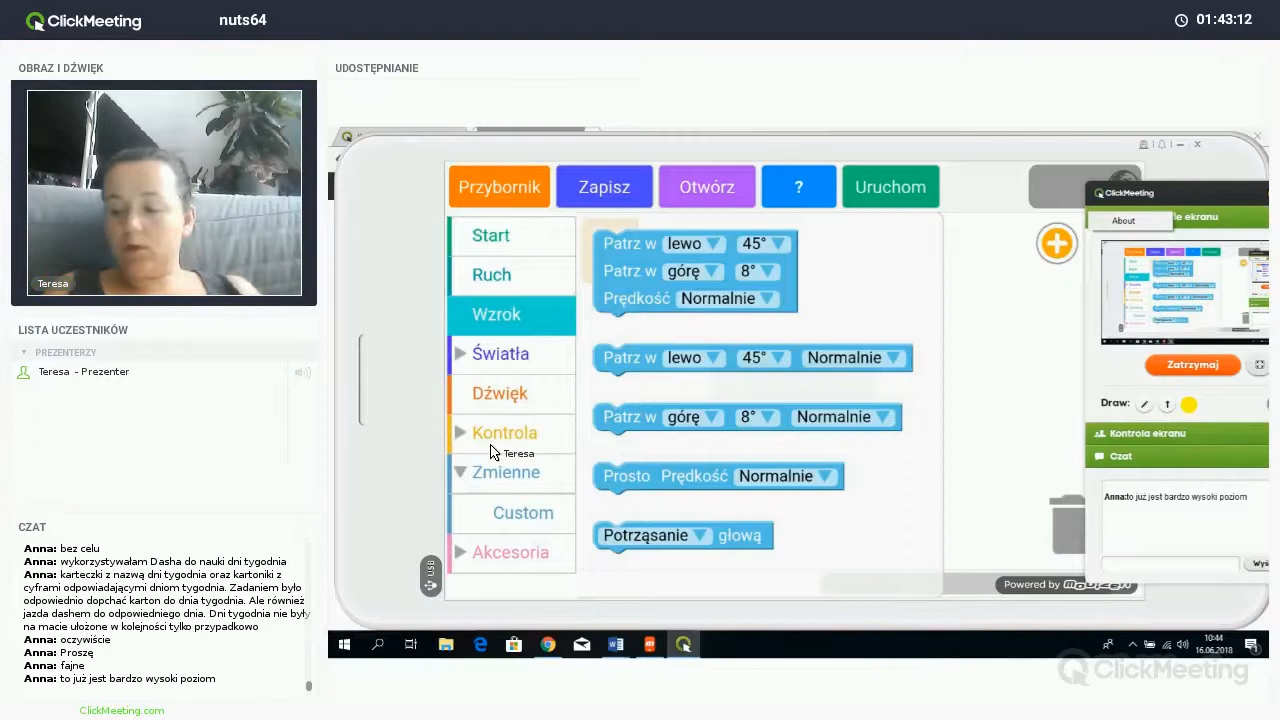 ClickMeeting
nuts64
01:43:12
OBRAZ I DŹWIĘK
Teresa
LISTA UCZESTNIKÓW
PREZENTERZY
Teresa - Prezenter
CZAT
Anna: bez celu
Anna: wykorzystywałam Dasha do nauki dni tygodnia
Anna: karteczki z nazwą dni tygodnia oraz kartoniki z
cyframi odpowiadającymi dniom tygodnia. Zadaniem było
odpowiednio dopchać karton do dnia tygodnia. Ale również
jazda dashem do odpowiedniego dnia. Dni tygodnia nie były
na macie ułożone w kolejności tylko przypadkowo
Anna: oczywiście
Anna: Proszę
Anna: fajne
Anna: to już jest bardzo wysoki poziom
ClickMeeting.com
UDOSTĘPNIANIE
Przybornik
Zapisz
Otwórz
?
Uruchom
Start
Ruch
Wzrok
Światła
Dźwięk
Kontrola
Teresa
Zmienne
Custom
Akcesoria
Patrz w lewo 45°
Patrz w górę 8°
Prędkość Normalnie
Patrz w lewo 45° Normalnie
Patrz w górę 8° Normalnie
Prosto Prędkość Normalnie
Potrząsanie głową
USB
Powered by
ClickMeeting
About
ekranu
Zatrzymaj
Draw:
Kontrola ekranu
Czat
Anna:to już jest bardzo wysoki poziom
10:44
16.06.2018
ClickMeeting